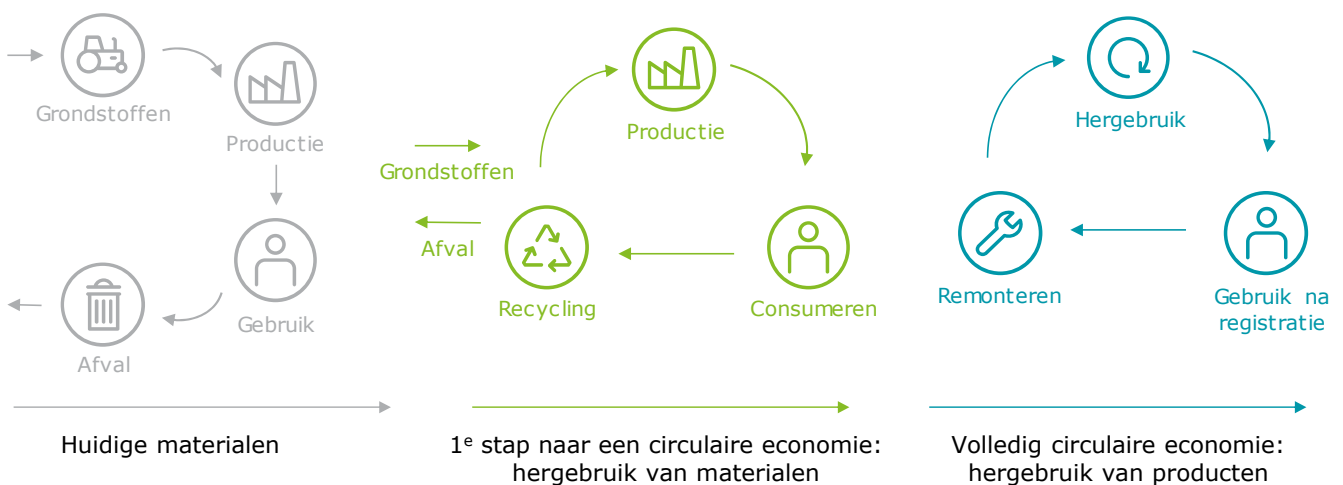 Grondstoffen
Productie
Gebruik
Afval
Huidige materialen
Productie
Grondstoffen
Afval
Recycling
Consumeren
1e stap naar een circulaire economie:
hergebruik van materialen
Hergebruik
Remonteren
Gebruik na
registratie
Volledig circulaire economie:
hergebruik van producten